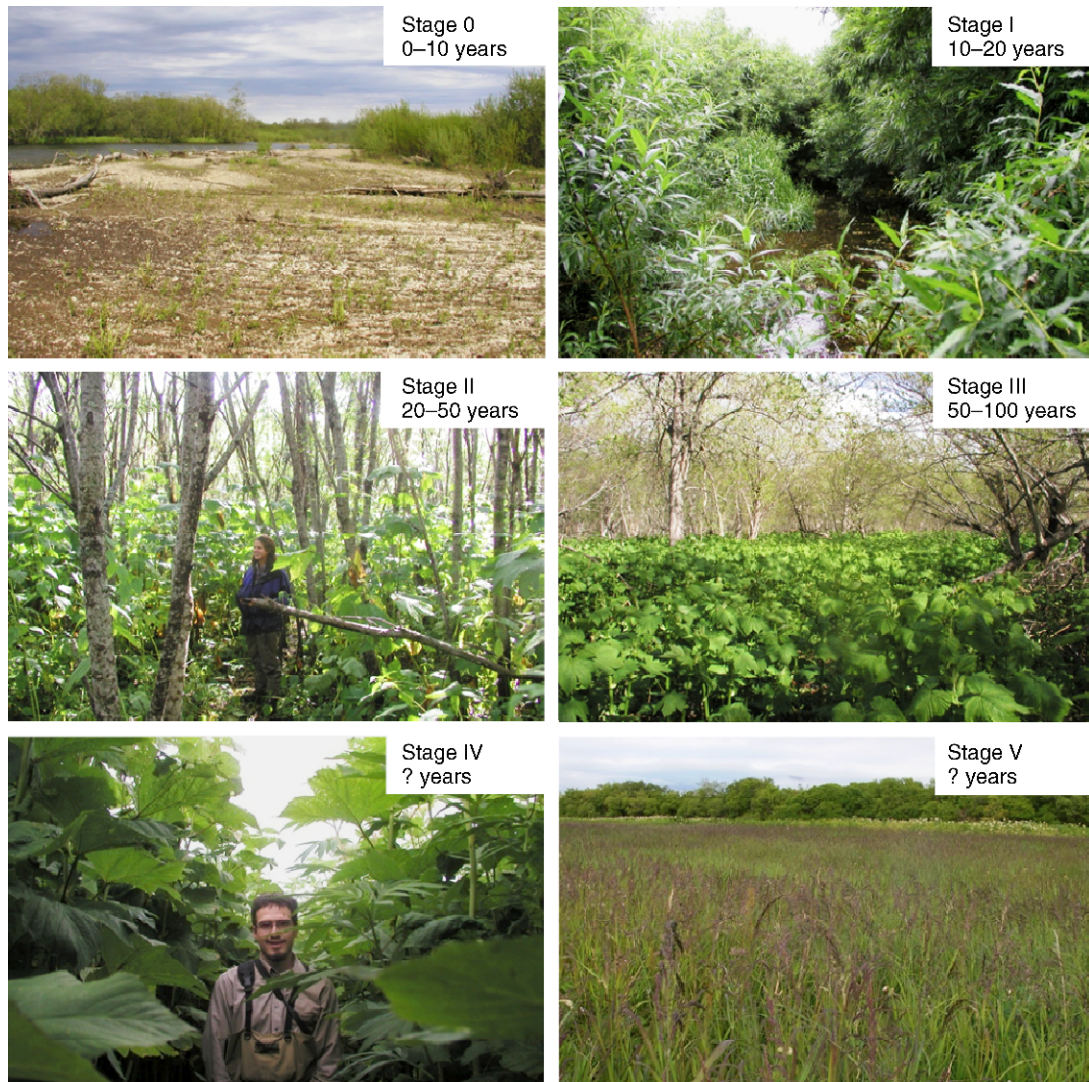 Stage 0
0–10 years
Stage I
10–20 years
Stage II
20–50 years
Stage III
50–100 years
Stage IV
? years
Stage V
? years